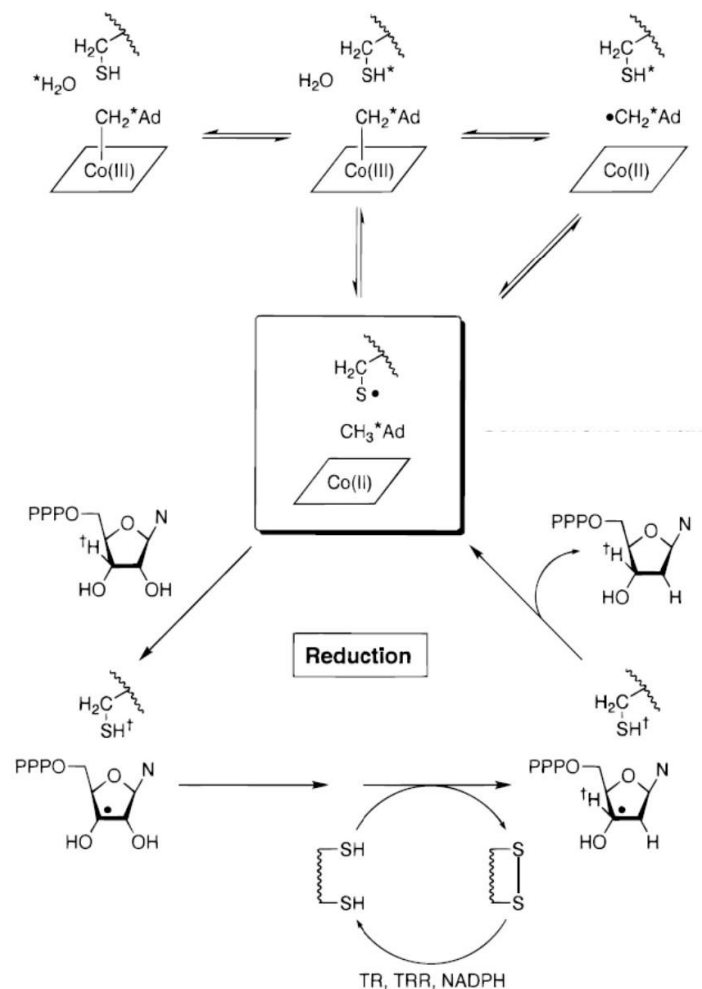 H₂C
SH
*H₂O
CH₂*Ad
Co(III)
H₂C
SH*
H₂O
CH₂*Ad
Co(III)
H₂C
SH*
•CH₂*Ad
Co(II)
H₂C
S•
CH₃*Ad
Co(II)
PPPO
O
N
†H
HO
OH
PPPO
O
N
†H
HO
H
Reduction
H₂C
SH†
PPPO
O
N
HO
OH
SH
SH
S
S
H₂C
SH†
PPPO
O
N
†H
HO
H
TR, TRR, NADPH